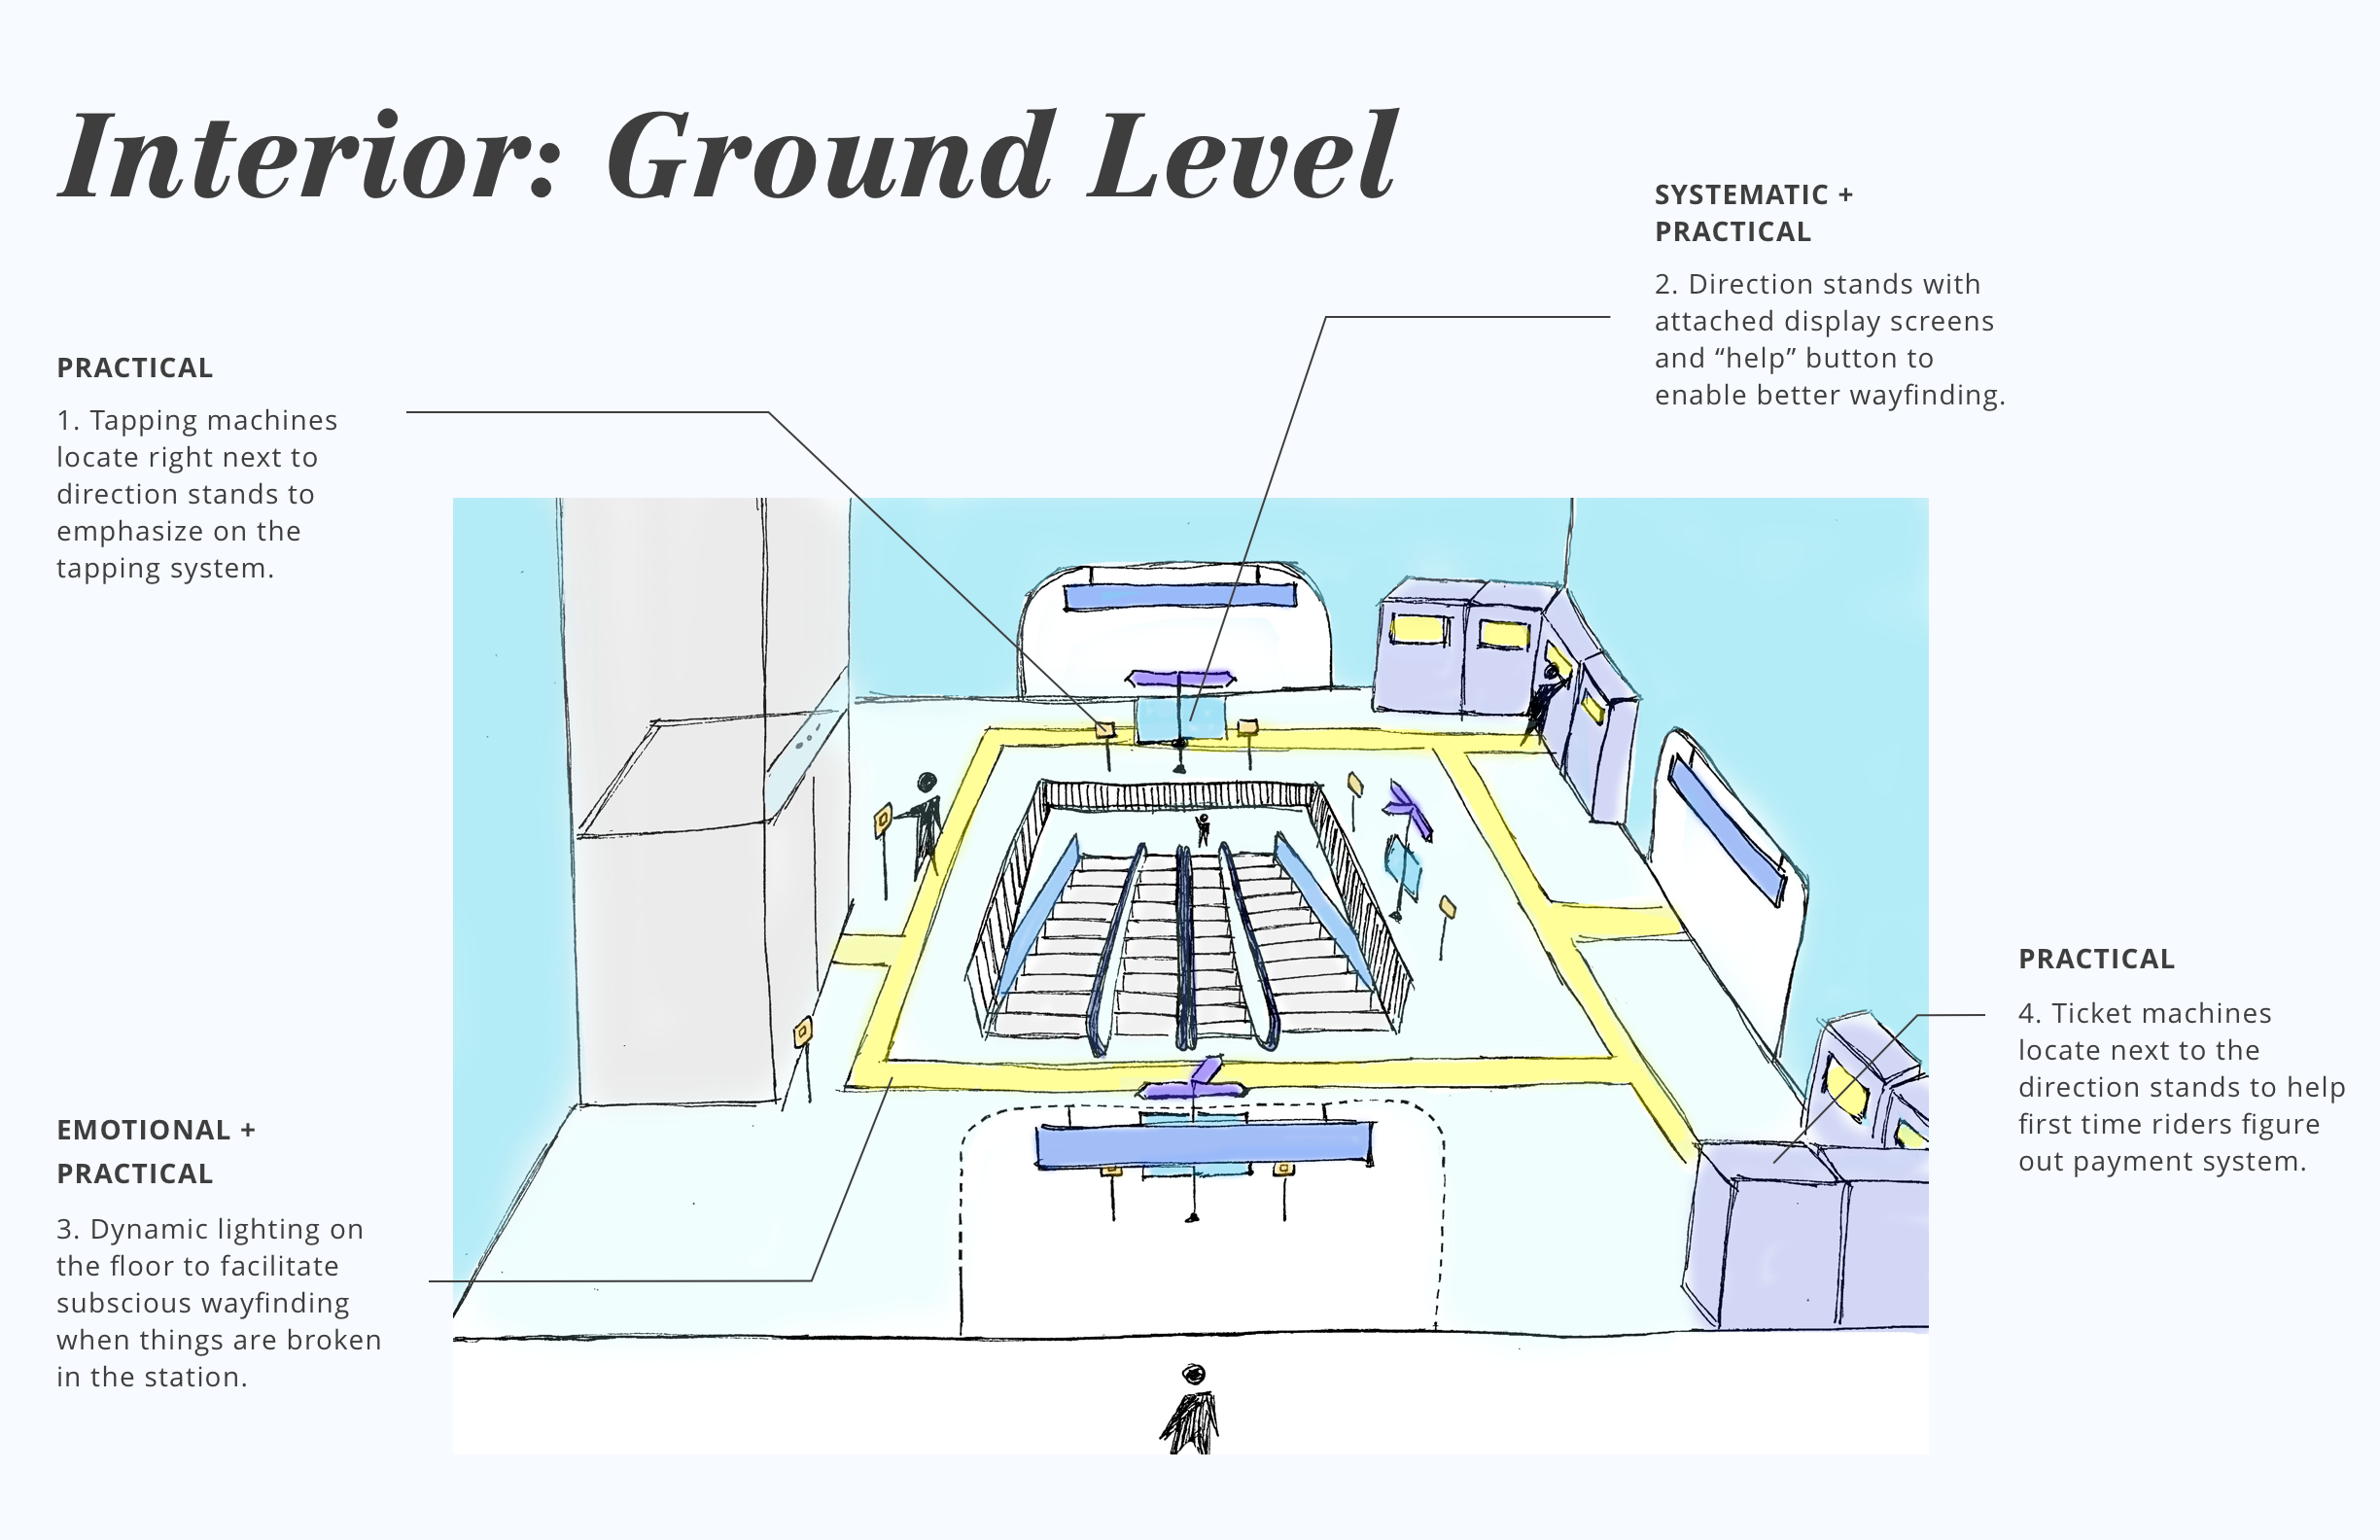 Interior: Ground Level
SYSTEMATIC +
PRACTICAL
2. Direction stands with
attached display screens
and “help” button to
enable better wayfinding.
PRACTICAL
1. Tapping machines
locate right next to
direction stands to
emphasize on the
tapping system.
PRACTICAL
4. Ticket machines
locate next to the
direction stands to help
first time riders figure
out payment system.
EMOTIONAL +
PRACTICAL
3. Dynamic lighting on
the floor to facilitate
subscious wayfinding
when things are broken
in the station.